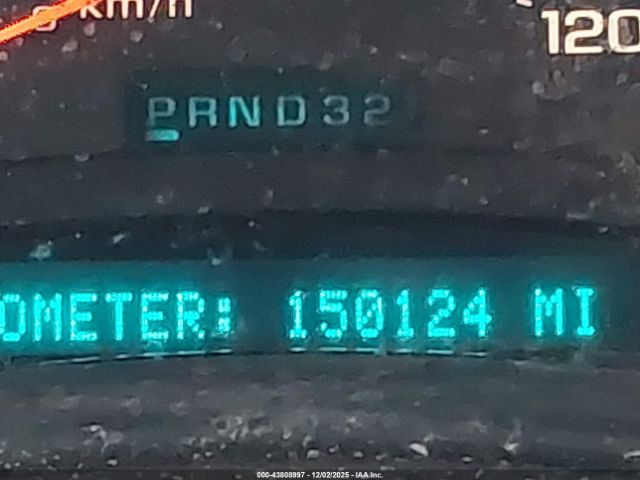 km/h
120
PRND32
OMETER: 150124 MI
000-43808997 - 12/02/2025 - IAA Inc.